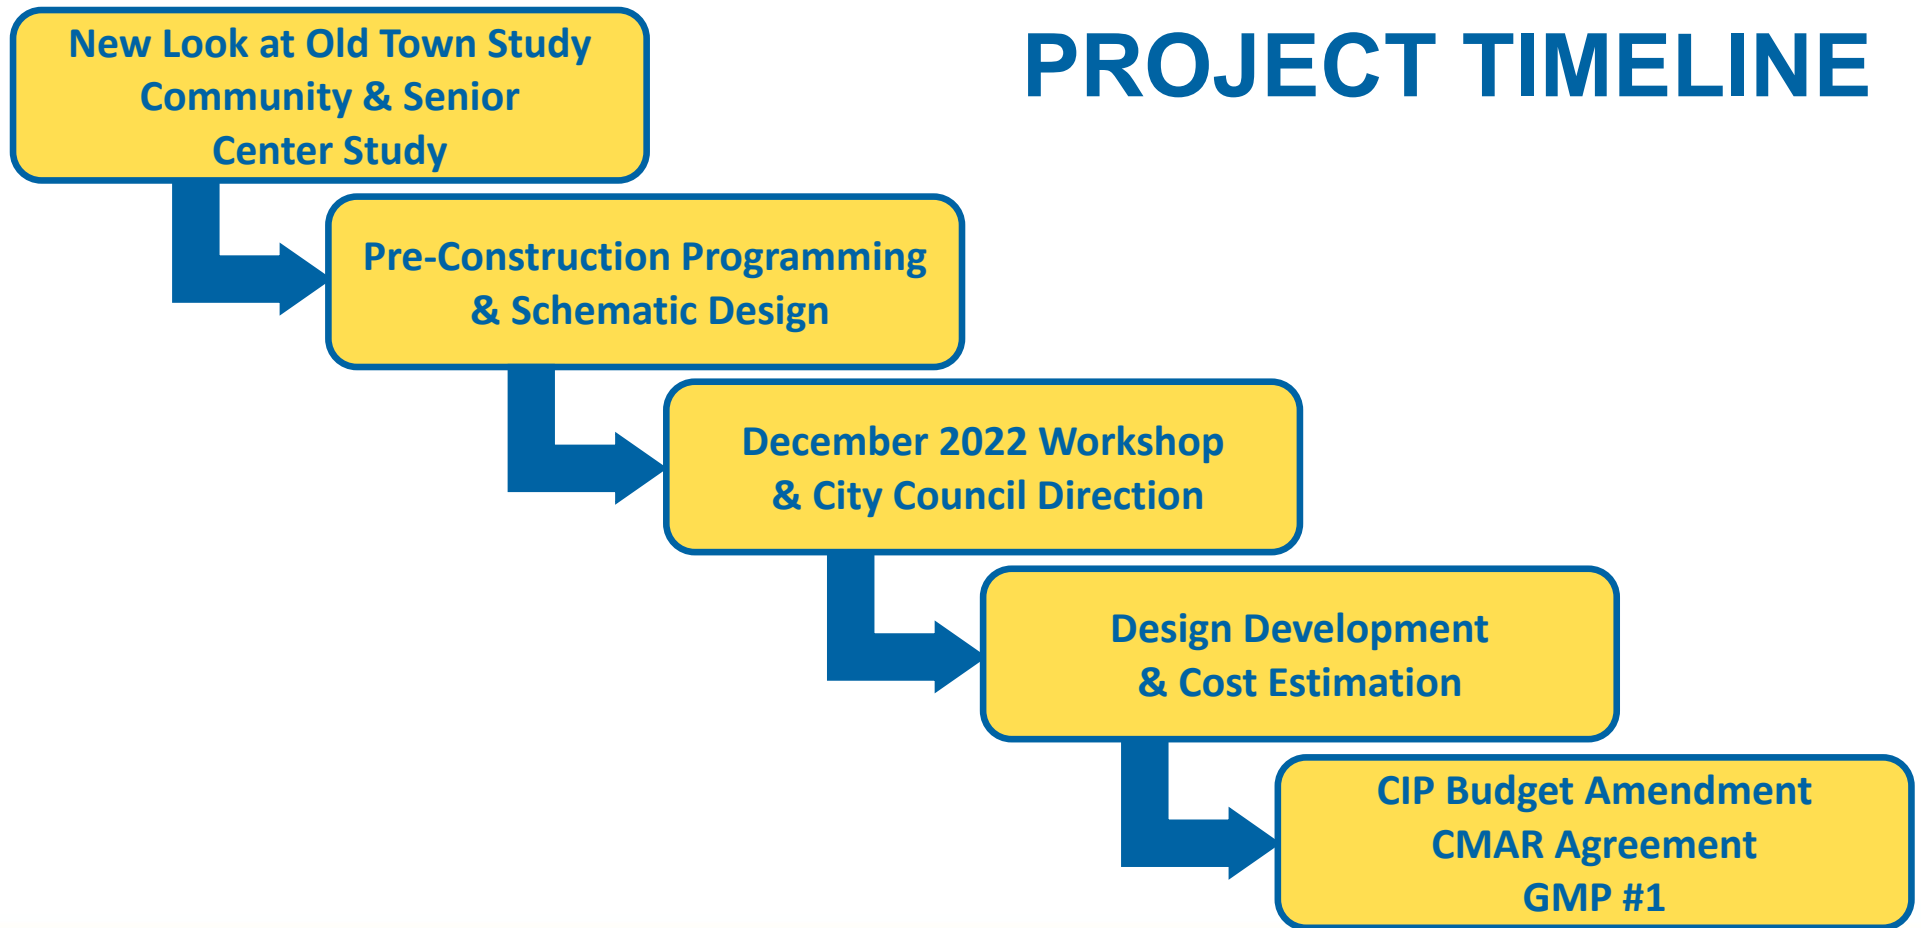 PROJECT TIMELINE
New Look at Old Town Study
Community & Senior
Center Study
Pre-Construction Programming
& Schematic Design
December 2022 Workshop
& City Council Direction
Design Development
& Cost Estimation
CIP Budget Amendment
CMAR Agreement
GMP #1